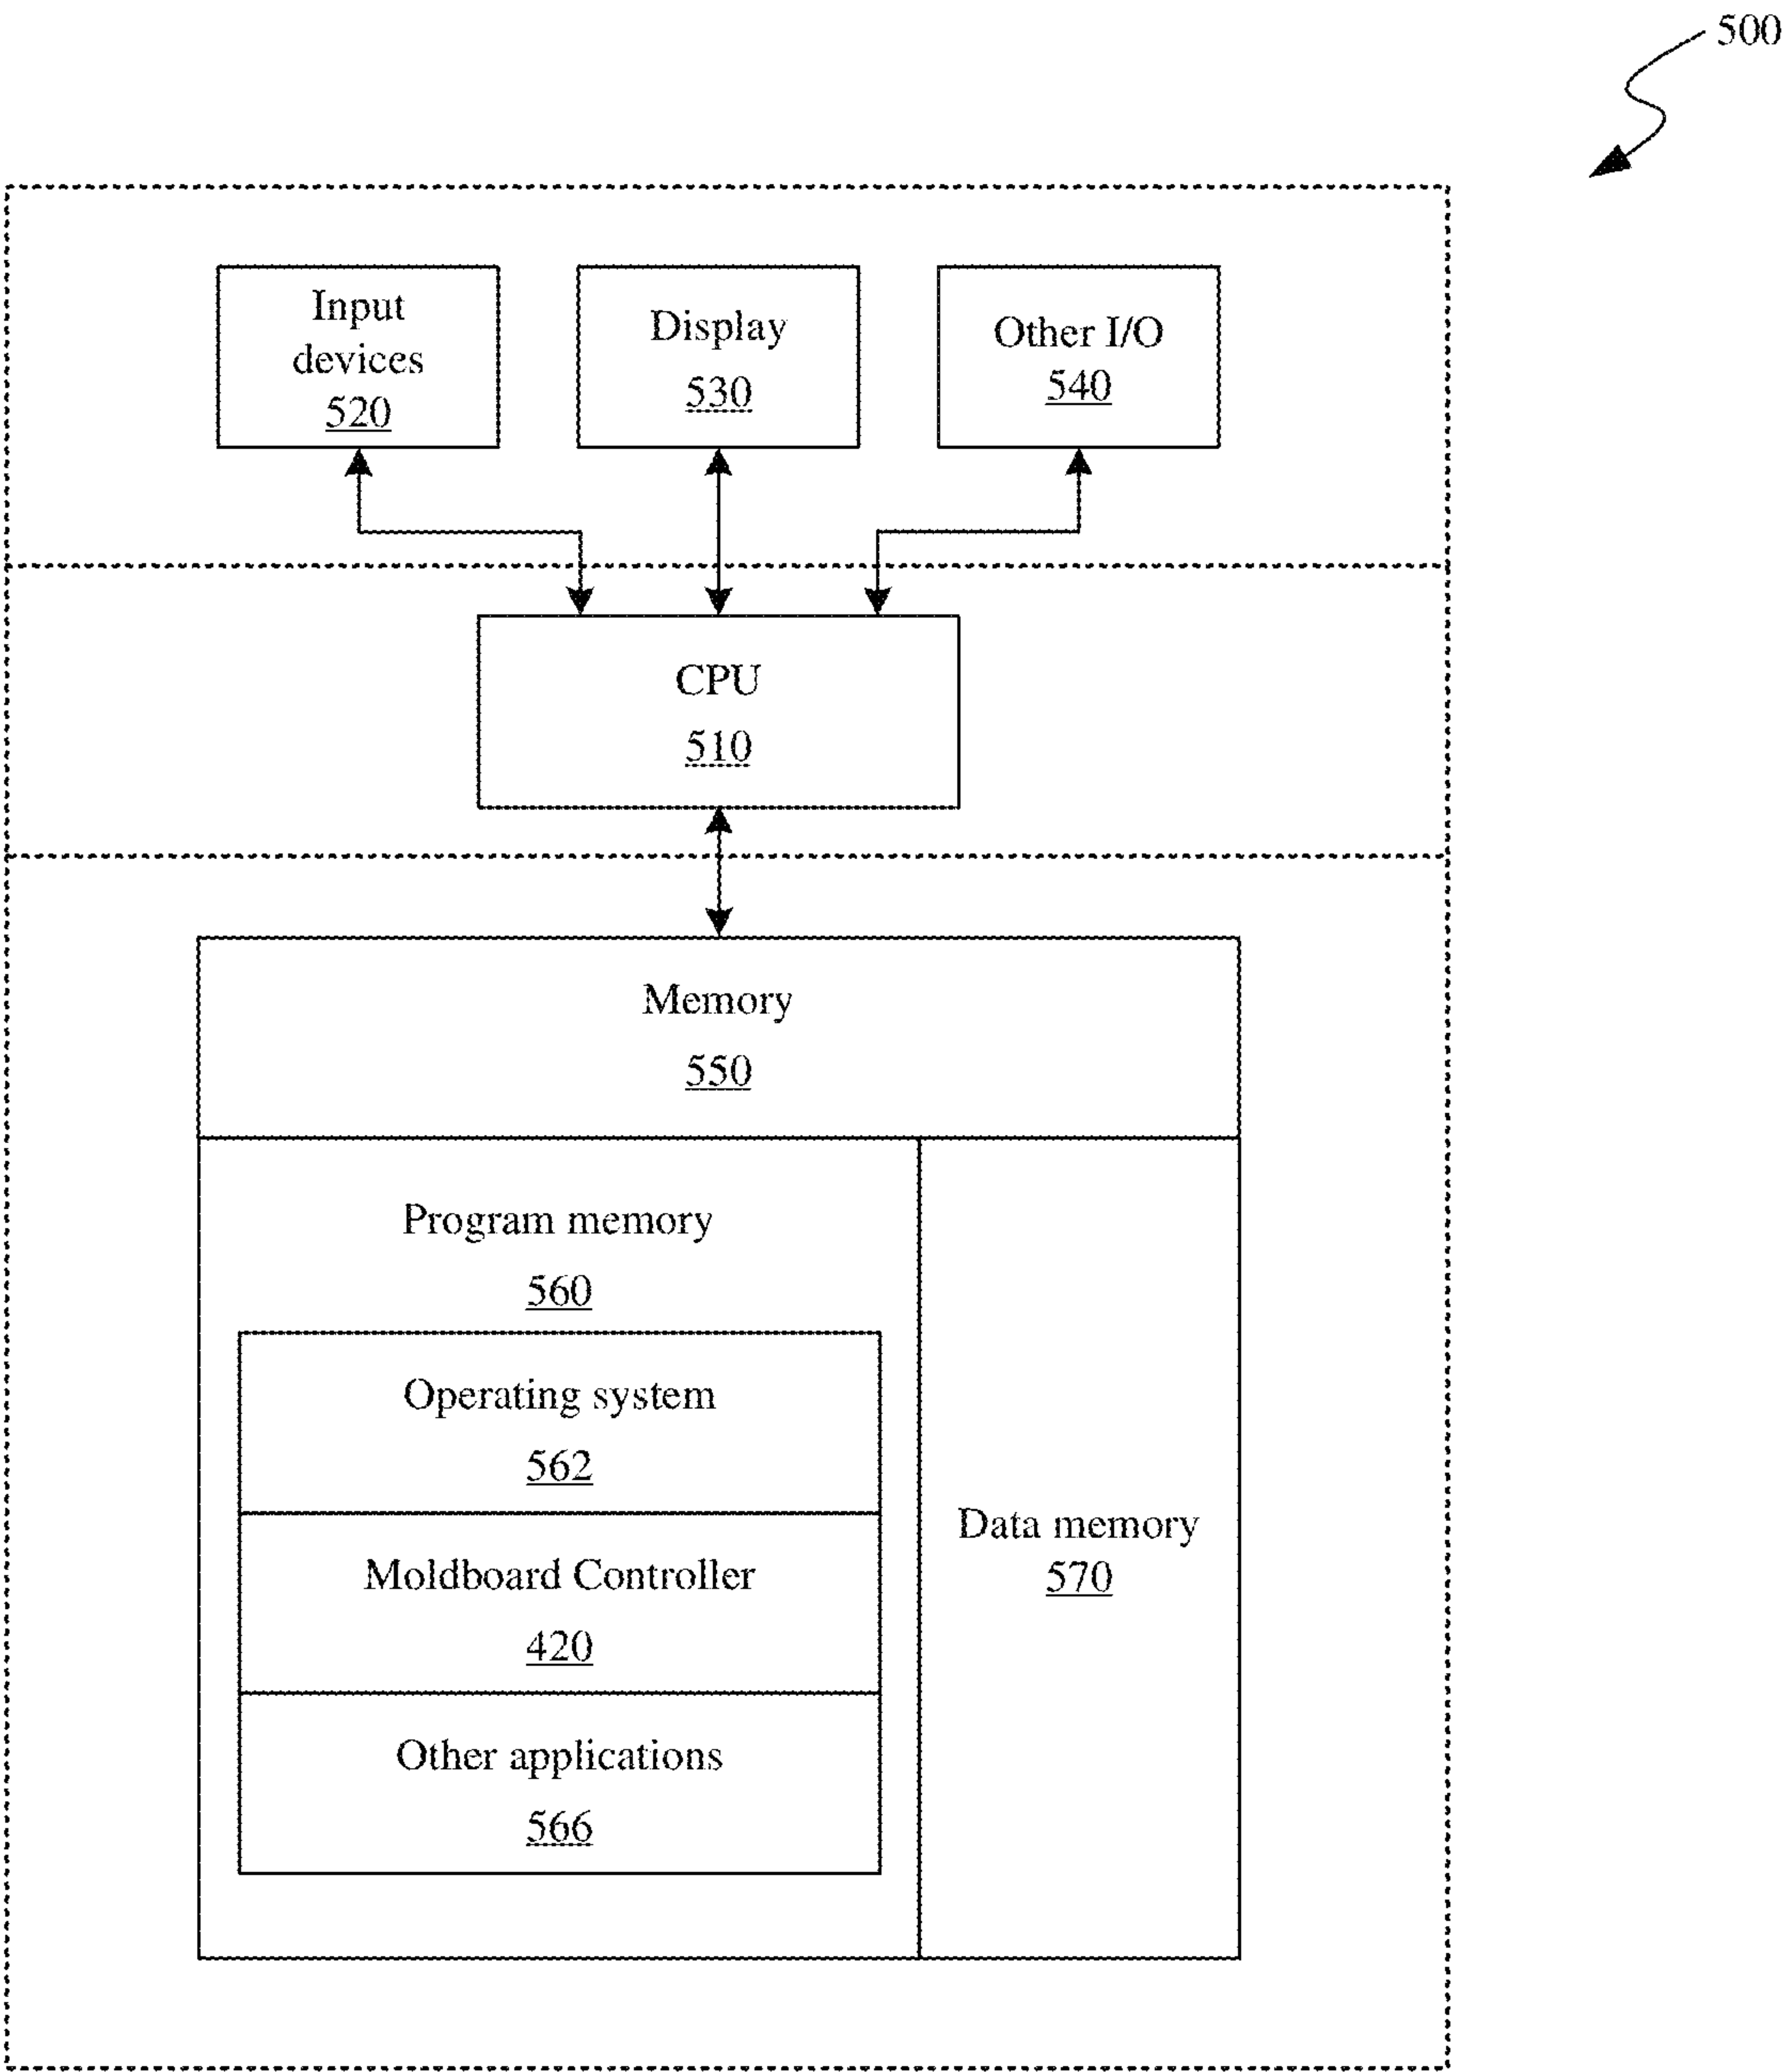 500
Input
devices
520
Display
530
Other I/O
540
CPU
510
Memory
550
Program memory
560
Operating system
562
Moldboard Controller
420
Other applications
566
Data memory
570